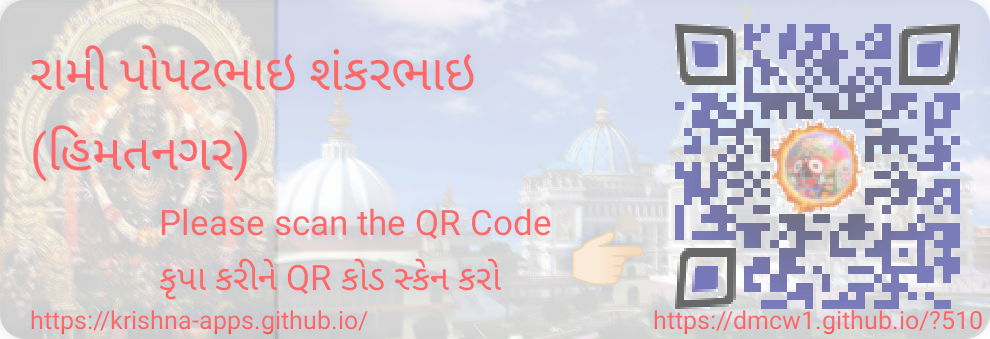 રામી પોપટભાઇ શંકરભાઇ
(હિમતનગર)
Please scan the QR Code
કૃપા કરીને QR કોડ સ્કેન કરો
https://krishna-apps.github.io/
https://dmcw1.github.io/?510